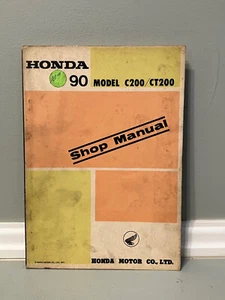 HONDA
90 MODEL C200/CT200
Shop Manual
HONDA MOTOR CO., LTD.